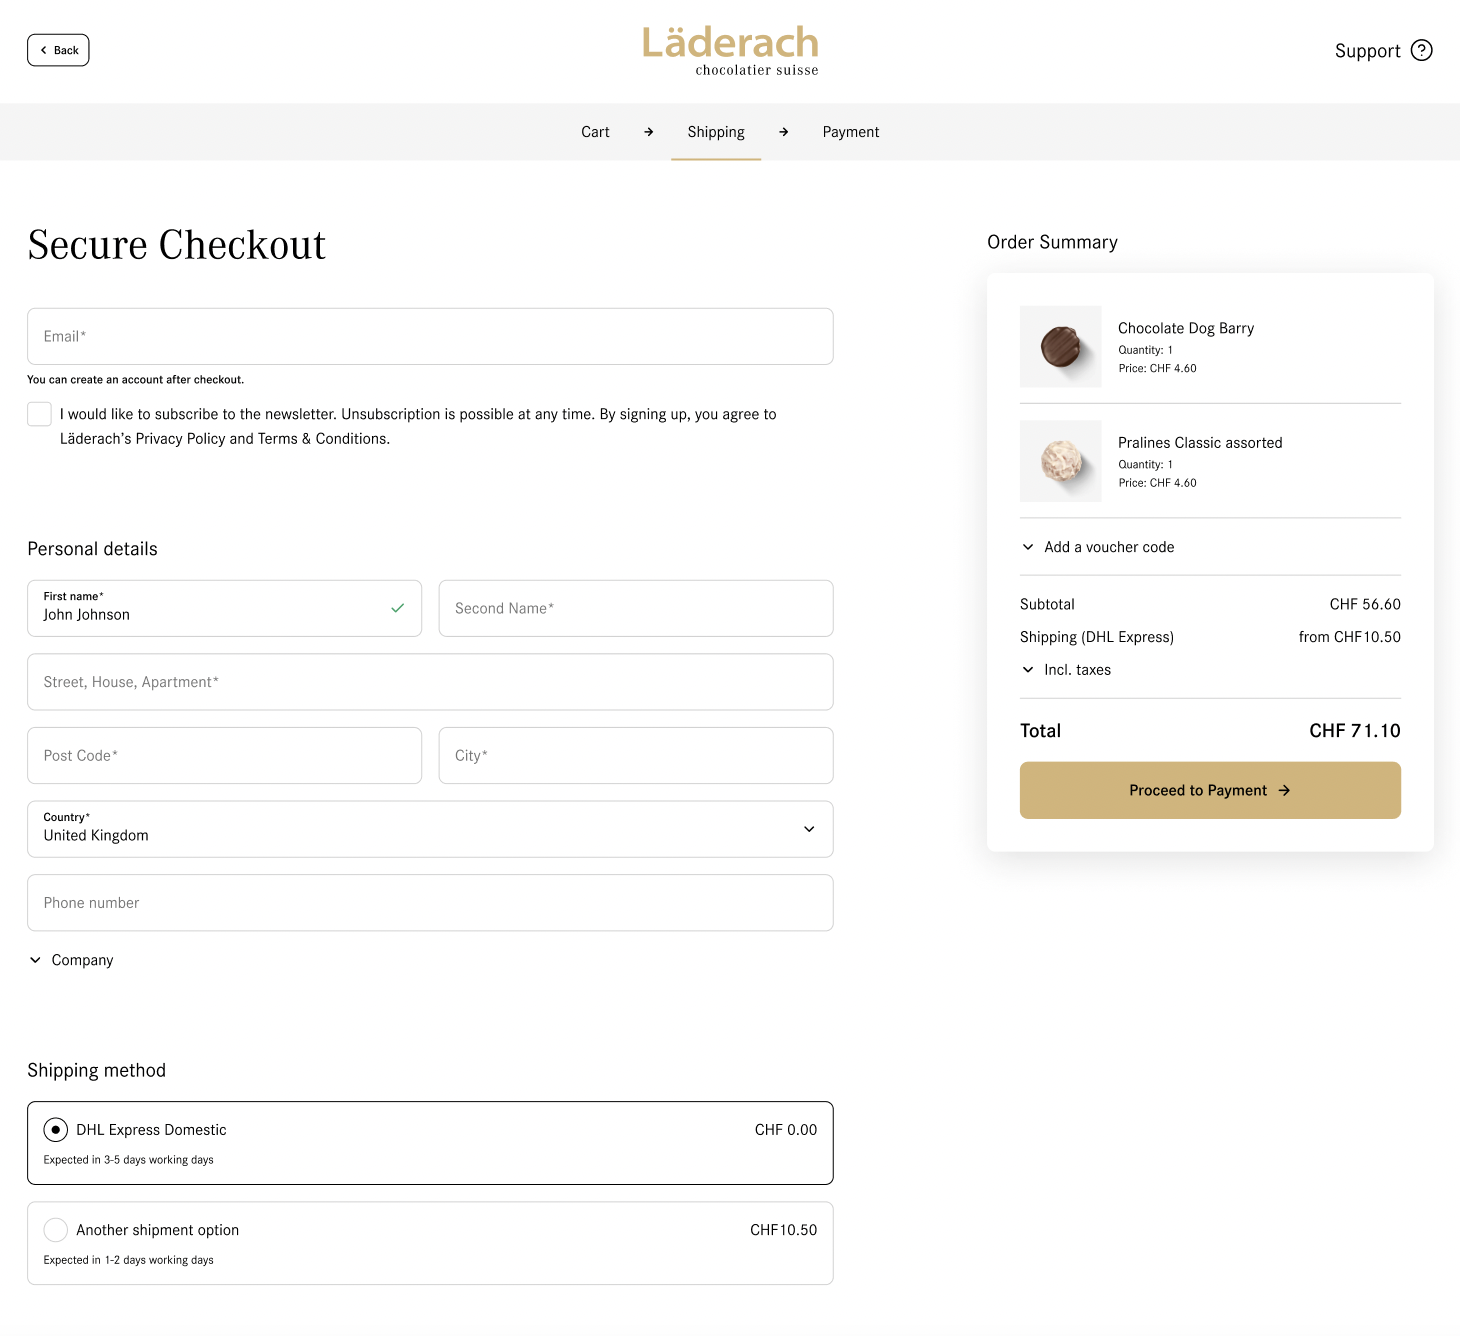 Back
Läderach
chocolatier suisse
Support
Cart
Shipping
Payment
Secure Checkout
Email*
You can create an account after checkout.
I would like to subscribe to the newsletter. Unsubscription is possible at any time. By signing up, you agree to
Läderach’s Privacy Policy and Terms & Conditions.
Personal details
First name*
John Johnson
Second Name*
Street, House, Apartment*
Post Code*
City*
Country*
United Kingdom
Phone number
Company
Shipping method
DHL Express Domestic
CHF 0.00
Expected in 3-5 days working days
Another shipment option
CHF10.50
Expected in 1-2 days working days
Order Summary
Chocolate Dog Barry
Quantity: 1
Price: CHF 4.60
Pralines Classic assorted
Quantity: 1
Price: CHF 4.60
Add a voucher code
Subtotal
CHF 56.60
Shipping (DHL Express)
from CHF10.50
Incl. taxes
Total
CHF 71.10
Proceed to Payment